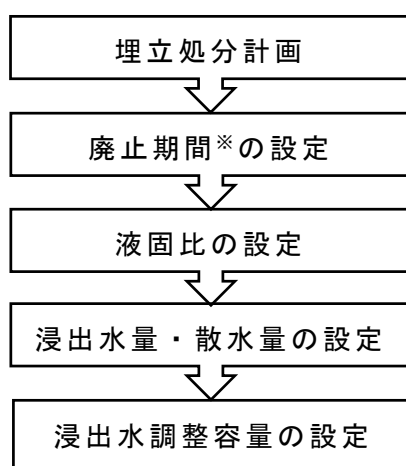 埋立処分計画
廃止期間※の設定
液固比の設定
浸出水量・散水量の設定
浸出水調整容量の設定